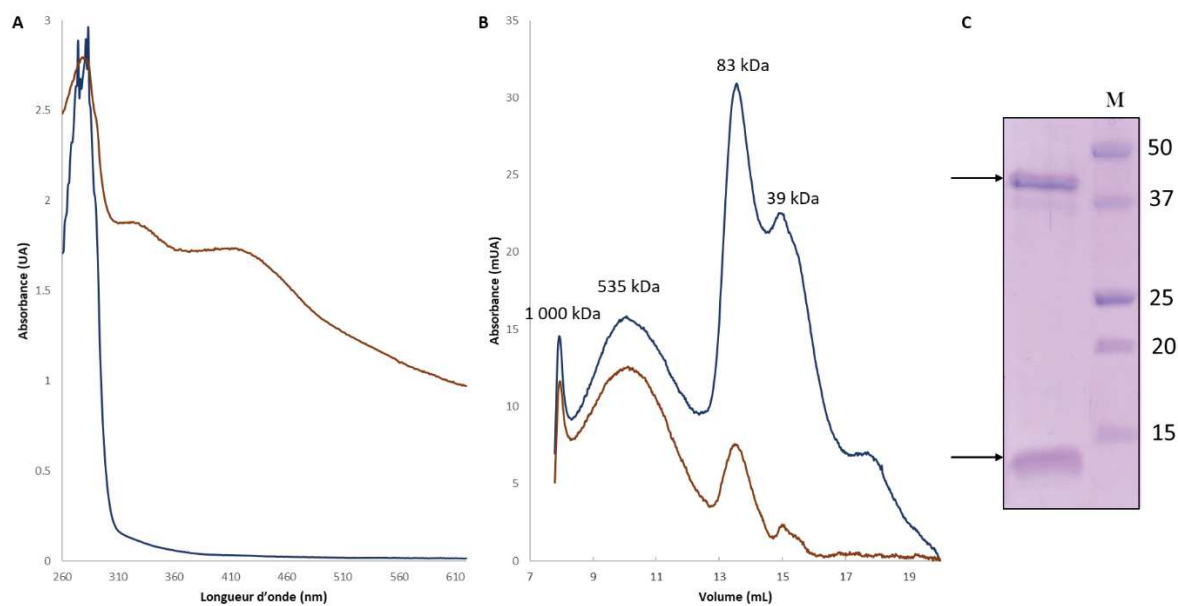 A
B
C
3
2.5
2
1.5
1
0.5
0
Absorbance (UA)
260 310 360 410 460 510 560 610
Longueur d'onde (nm)
35
30
25
20
15
10
5
0
Absorbance (mUA)
7 9 11 13 15 17 19
Volume (mL)
1 000 kDa
535 kDa
83 kDa
39 kDa
M
50
37
25
20
15